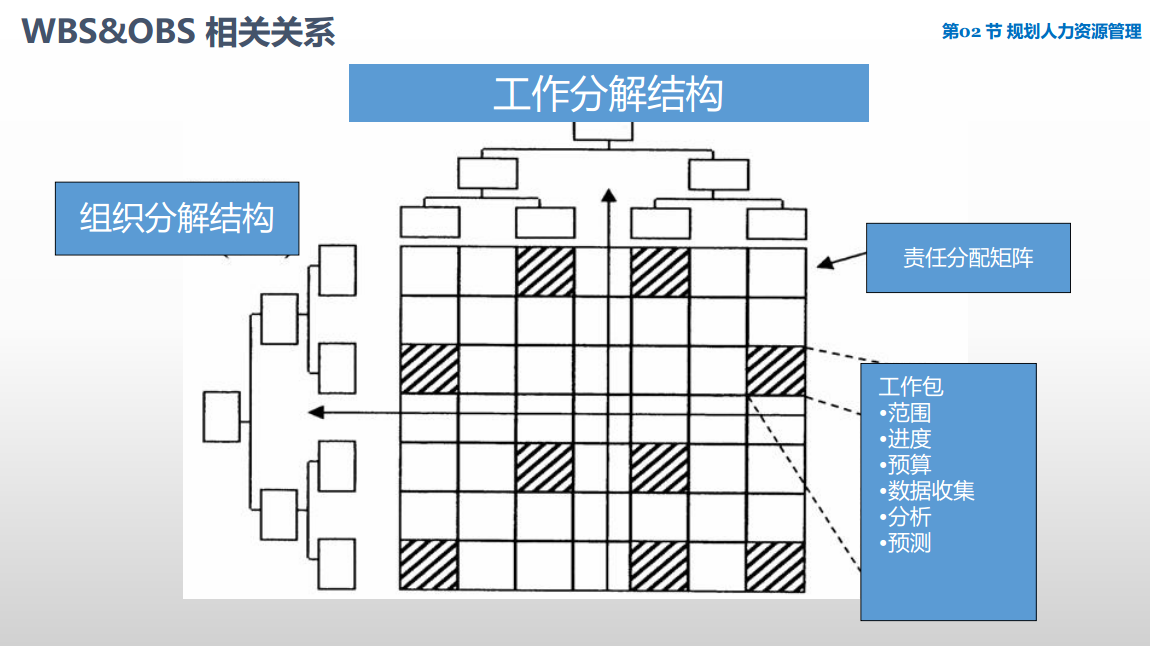 WBS&OBS 相关关系
第02 节 规划人力资源管理
工作分解结构
组织分解结构
责任分配矩阵
工作包
•范围
•进度
•预算
•数据收集
•分析
•预测